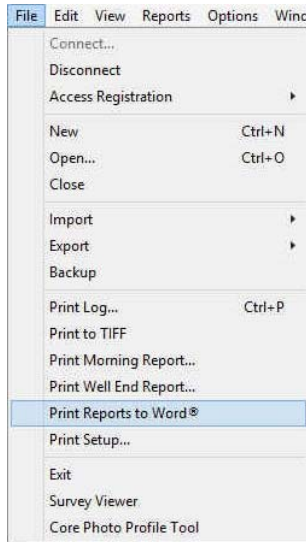 File Edit View Reports Options Wind
Connect...
Disconnect
Access Registration
New Ctrl+N
Open... Ctrl+O
Close
Import
Export
Backup
Print Log... Ctrl+P
Print to TIFF
Print Morning Report...
Print Well End Report...
Print Reports to Word®
Print Setup...
Exit
Survey Viewer
Core Photo Profile Tool